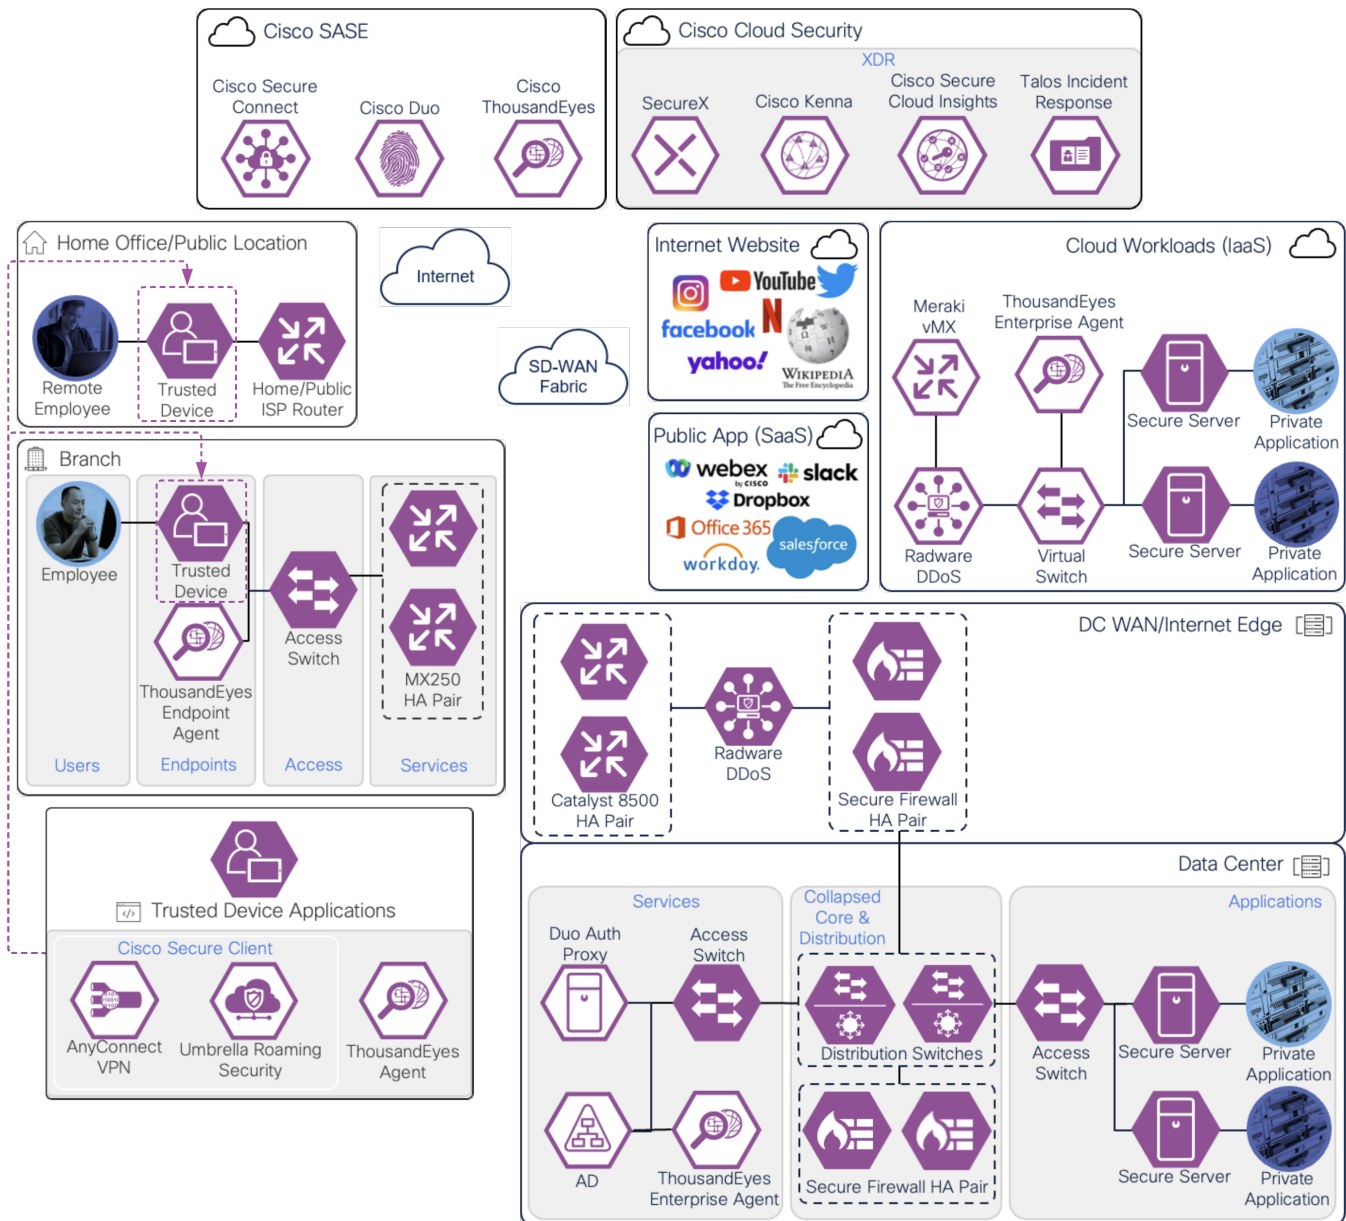 Cisco SASE
Cisco Secure
Connect
Cisco Duo
Cisco
ThousandEyes
Cisco Cloud Security
XDR
SecureX
Cisco Kenna
Cisco Secure
Cloud Insights
Talos Incident
Response
Home Office/Public Location
Remote
Employee
Trusted
Device
Home/Public
ISP Router
Internet
SD-WAN
Fabric
Internet Website
YouTube
facebook
N
yahoo!
WIKIPEDIA
The Free Encyclopedia
Public App (SaaS)
webex
by CISCO
slack
Dropbox
Office 365
workday.
salesforce
Cloud Workloads (IaaS)
Meraki
vMX
ThousandEyes
Enterprise Agent
Secure Server
Private
Application
Radware
DDoS
Virtual
Switch
Secure Server
Private
Application
Branch
Employee
Trusted
Device
ThousandEyes
Endpoint
Agent
Access
Switch
MX250
HA Pair
Users
Endpoints
Access
Services
DC WAN/Internet Edge
Catalyst 8500
HA Pair
Radware
DDoS
Secure Firewall
HA Pair
Trusted Device Applications
Cisco Secure Client
AnyConnect
VPN
Umbrella Roaming
Security
ThousandEyes
Agent
Data Center
Services
Duo Auth
Proxy
Access
Switch
AD
ThousandEyes
Enterprise Agent
Collapsed
Core &
Distribution
Distribution Switches
Secure Firewall HA Pair
Applications
Access
Switch
Secure Server
Private
Application
Secure Server
Private
Application